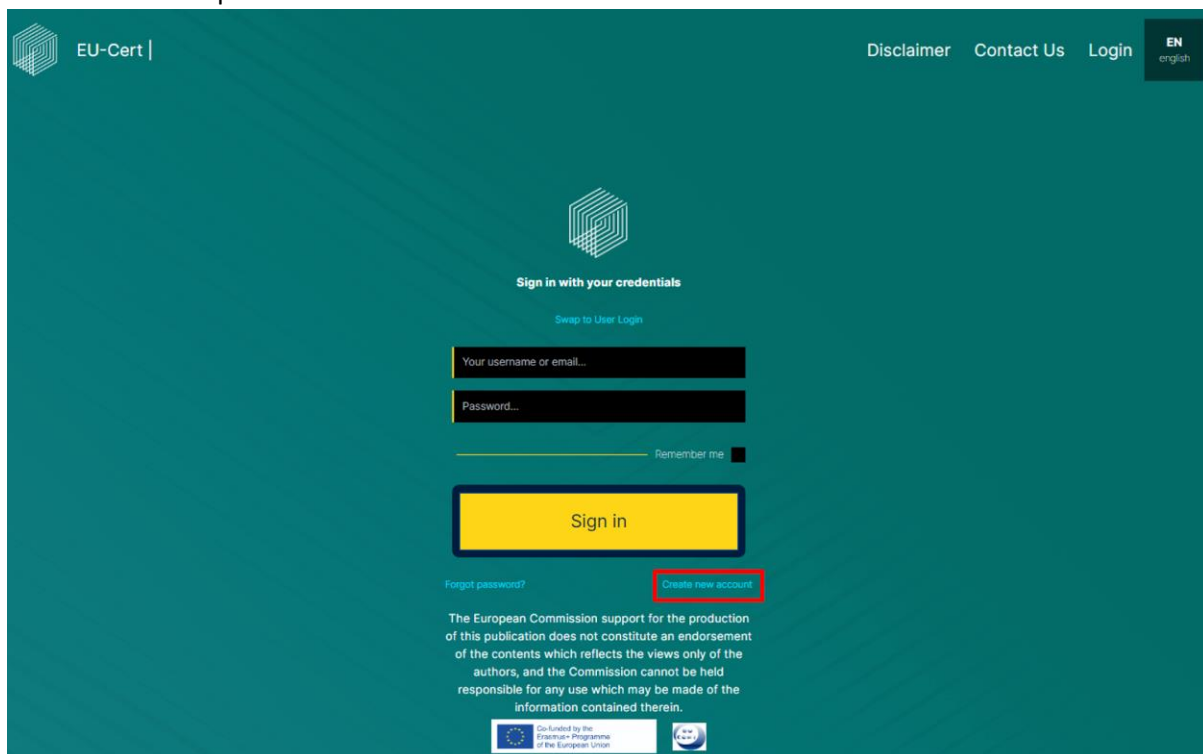 EU-Cert |
Disclaimer Contact Us Login EN
english
Sign in with your credentials
Swap to User Login
Your username or email...
Password...
Remember me
Sign in
Forgot password? Create new account
The European Commission support for the production
of this publication does not constitute an endorsement
of the contents which reflects the views only of the
authors, and the Commission cannot be held
responsible for any use which may be made of the
information contained therein.
Co-funded by the
Erasmus+ Programme
of the European Union